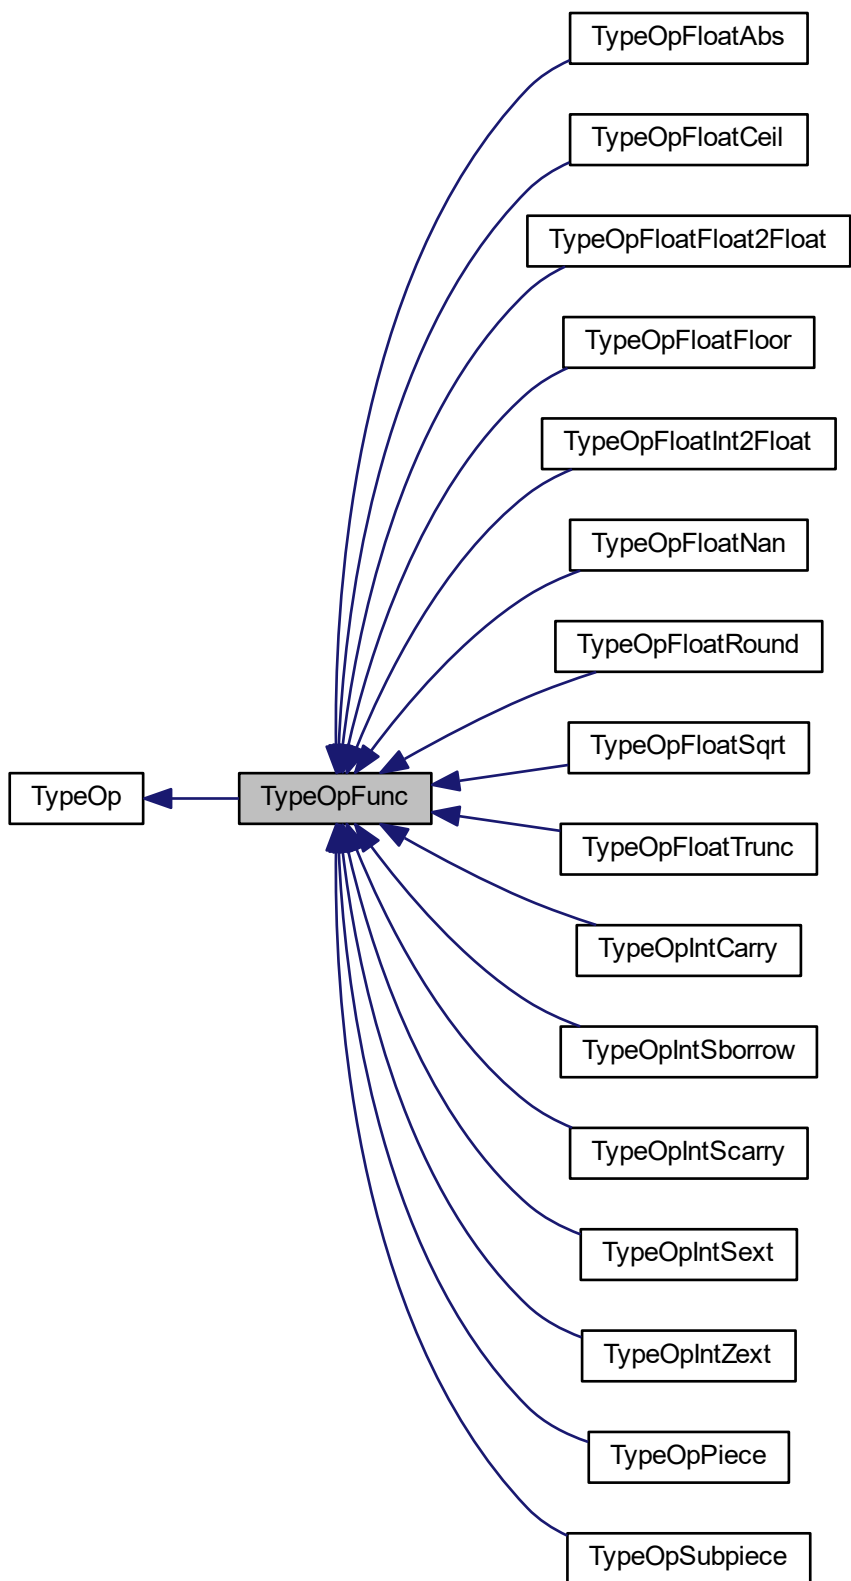 TypeOpFloatAbs
TypeOpFloatCeil
TypeOpFloatFloat2Float
TypeOpFloatFloor
TypeOpFloatInt2Float
TypeOpFloatNan
TypeOpFloatRound
TypeOpFloatSqrt
TypeOp
TypeOpFunc
TypeOpFloatTrunc
TypeOpIntCarry
TypeOpIntSborrow
TypeOpIntScarry
TypeOpIntSext
TypeOpIntZext
TypeOpPiece
TypeOpSubpiece